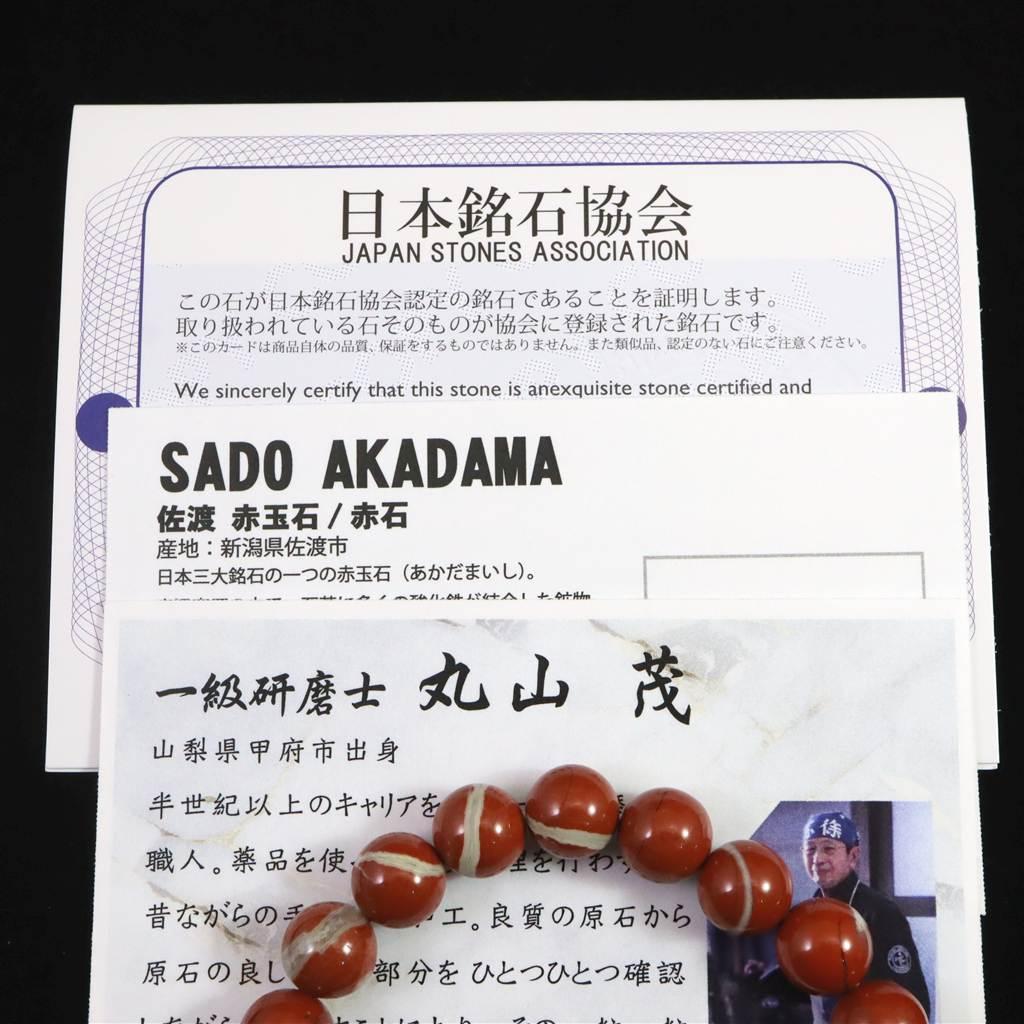 日本銘石協会
JAPAN STONES ASSOCIATION
この石が日本銘石協会認定の銘石であることを証明します。
取り扱われている石そのものが協会に登録された銘石です。
※このカードは商品自体の品質、保証をするものではありません。また類似品、認定のない石にご注意ください。
We sincerely certify that this stone is anexquisite stone certified and
SADO AKADAMA
佐渡 赤玉石 / 赤石
産地：新潟県佐渡市
日本三大銘石の一つの赤玉石（あかだまいし）。
一級研磨士 丸山 茂
山梨県甲府市出身
半世紀以上のキャリアを
職人。薬品を使 理を行わず
昔ながらの手 工。良質の原石から
原石の良し 部分をひとつひとつ確認
徐